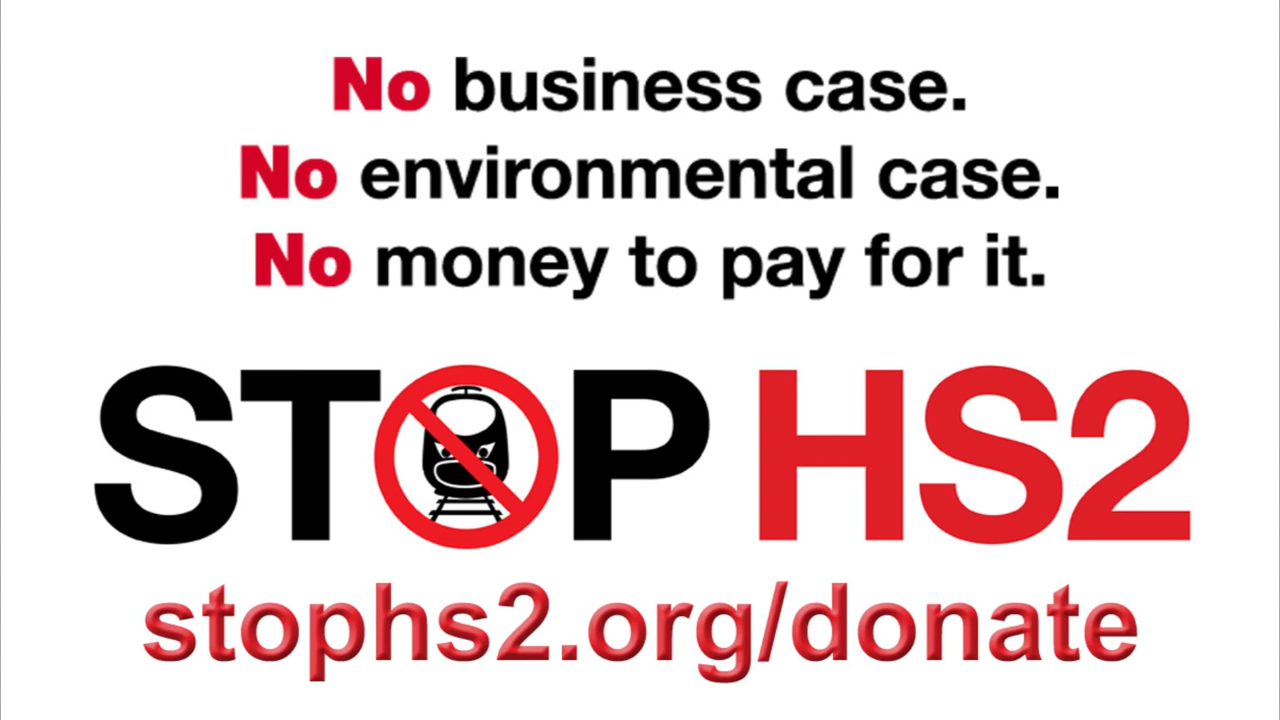 No business case.
No environmental case.
No money to pay for it.
STOP HS2
stophs2.org/donate